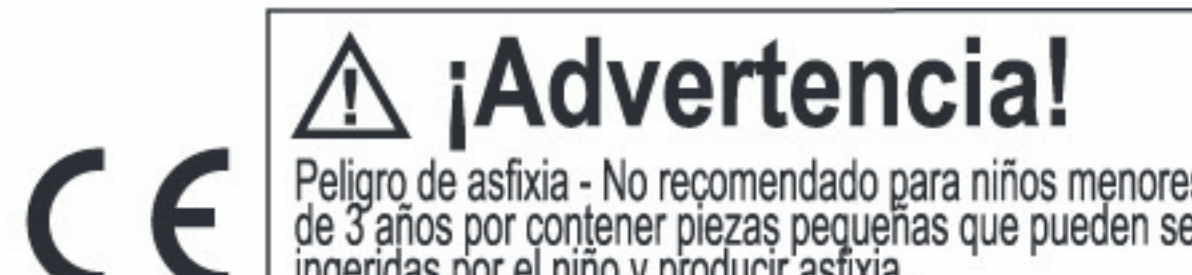 ¡Advertencia!
CE
Peligro de asfixia - No recomendado para niños menores
de 3 años por contener piezas pequeñas que pueden se
ingeridas por el niño y producir asfixia